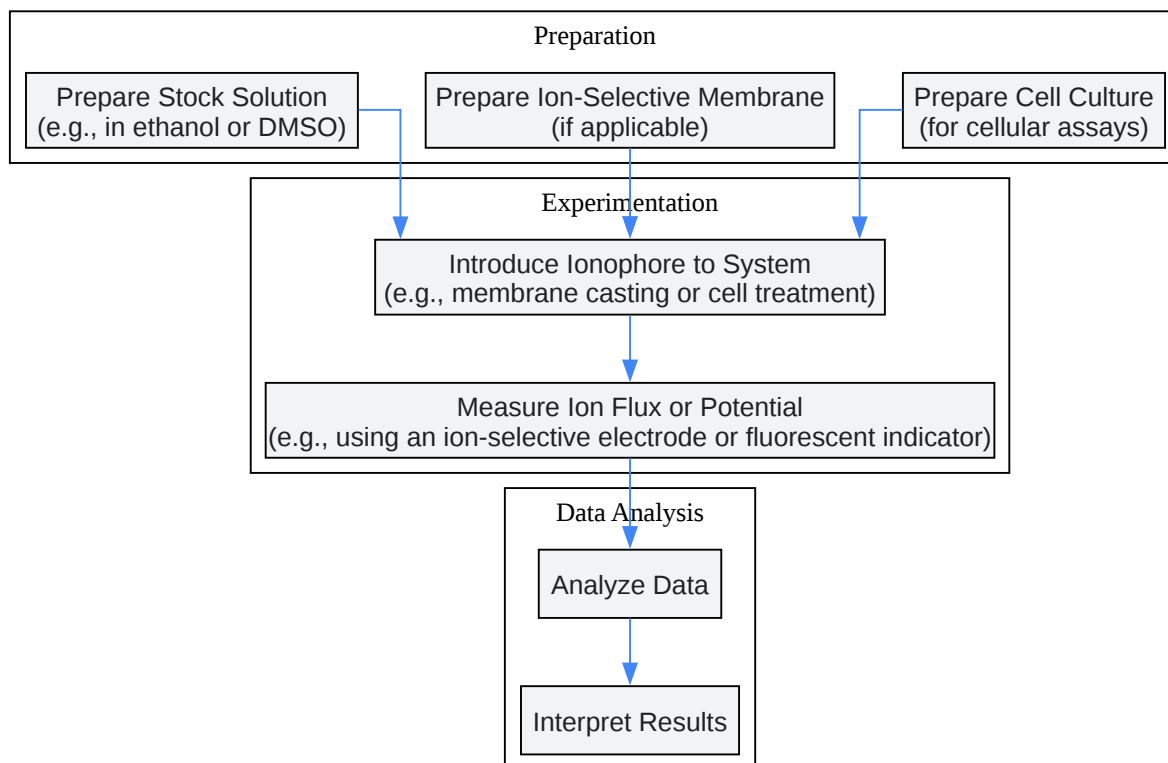 Preparation
Prepare Stock Solution
(e.g., in ethanol or DMSO)
Prepare Ion-Selective Membrane
(if applicable)
Prepare Cell Culture
(for cellular assays)
Experimentation
Introduce Ionophore to System
(e.g., membrane casting or cell treatment)
Measure Ion Flux or Potential
(e.g., using an ion-selective electrode or fluorescent indicator)
Data Analysis
Analyze Data
Interpret Results